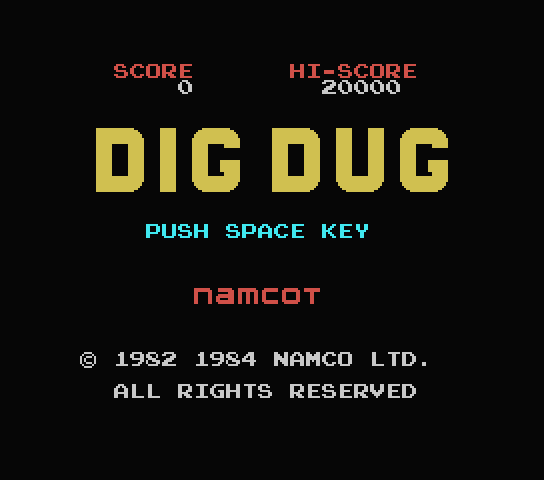 SCORE HI-SCORE
0 20000
DIG DUG
PUSH SPACE KEY
namcot
© 1982 1984 NAMCO LTD.
ALL RIGHTS RESERVED